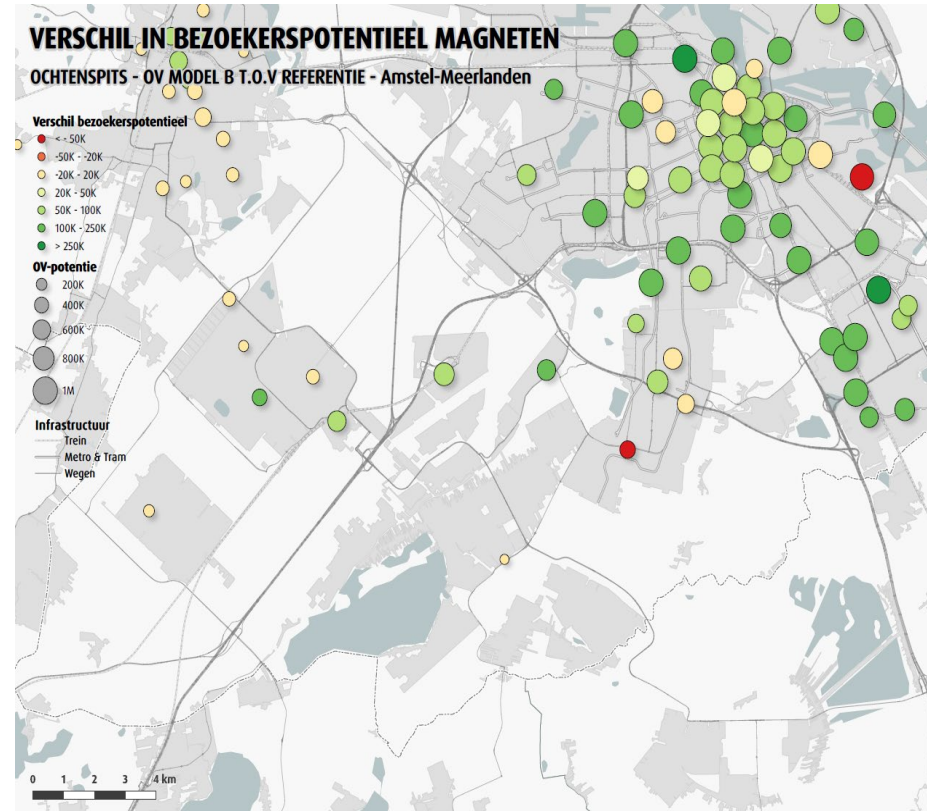 VERSCHIL IN BEZOEKERSPOTENTIEEL MAGNETEN
OCHTENSPITS - OV MODEL B T.O.V REFERENTIE - Amstel-Meerlanden
Verschil bezoekerspotentieel
< - 50K
-50K - -20K
-20K - 20K
20K - 50K
50K - 100K
100K - 250K
> 250K
OV-potentie
200K
400K
600K
800K
1M
Infrastructuur
Trein
Metro & Tram
Wegen
0 1 2 3 4 km